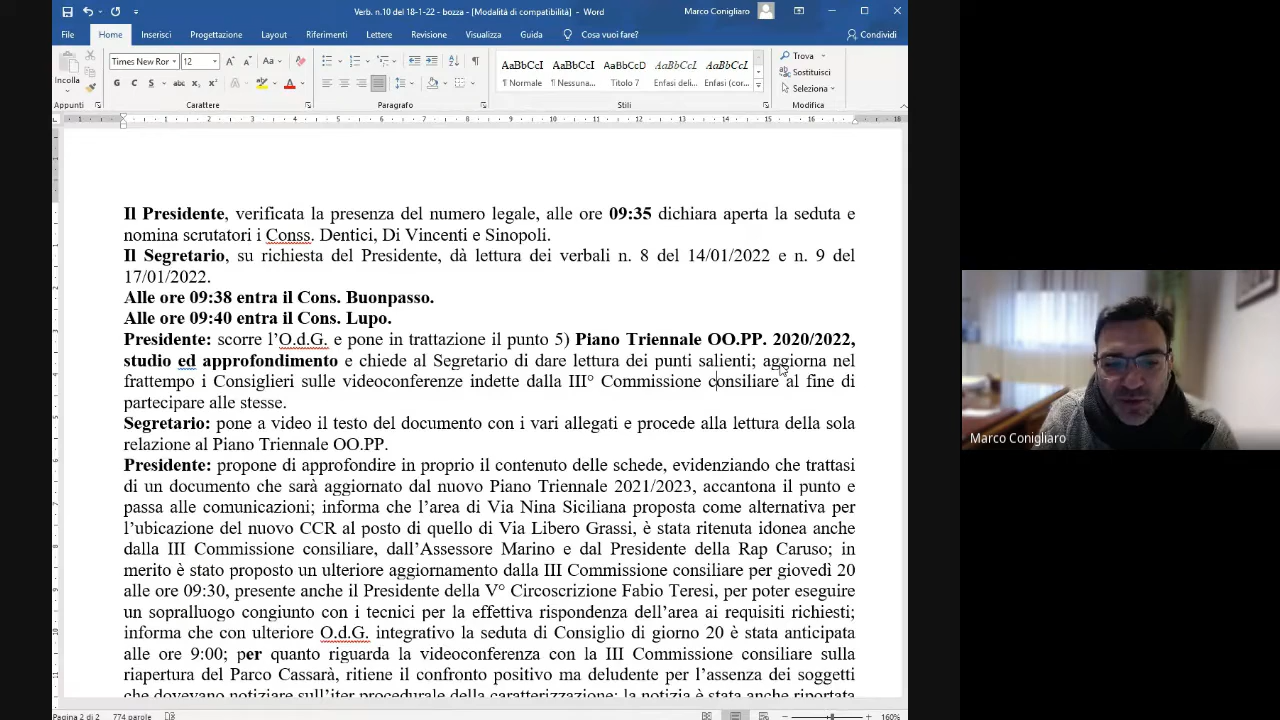 Verb. n.10 del 18-1-22 - bozza - [Modalità di compatibilità] - Word
Marco Conigliaro
File Home Inserisci Progettazione Layout Riferimenti Lettere Revisione Visualizza Guida Cosa vuoi fare? Condividi
Times New Ror 12
Incolla
Trova
Sostituisci
Seleziona
AaBbCcI AaBbCcI AaBbCcD AaBbCcI AaBbCcI
¶ Normale ¶ Nessuna... Titolo 7 Enfasi deli... Enfasi (cor...
Appunti Carattere Paragrafo Stili Modifica
Il Presidente, verificata la presenza del numero legale, alle ore 09:35 dichiara aperta la seduta e
nomina scrutatori i Conss. Dentici, Di Vincenti e Sinopoli.
Il Segretario, su richiesta del Presidente, dà lettura dei verbali n. 8 del 14/01/2022 e n. 9 del
17/01/2022.
Alle ore 09:38 entra il Cons. Buonpasso.
Alle ore 09:40 entra il Cons. Lupo.
Presidente: scorre l'O.d.G. e pone in trattazione il punto 5) Piano Triennale OO.PP. 2020/2022,
studio ed approfondimento e chiede al Segretario di dare lettura dei punti salienti; aggiorna nel
frattempo i Consiglieri sulle videoconferenze indette dalla III° Commissione consiliare al fine di
partecipare alle stesse.
Segretario: pone a video il testo del documento con i vari allegati e procede alla lettura della sola
relazione al Piano Triennale OO.PP.
Presidente: propone di approfondire in proprio il contenuto delle schede, evidenziando che trattasi
di un documento che sarà aggiornato dal nuovo Piano Triennale 2021/2023, accantona il punto e
passa alle comunicazioni; informa che l'area di Via Nina Siciliana proposta come alternativa per
l'ubicazione del nuovo CCR al posto di quello di Via Libero Grassi, è stata ritenuta idonea anche
dalla III Commissione consiliare, dall'Assessore Marino e dal Presidente della Rap Caruso; in
merito è stato proposto un ulteriore aggiornamento dalla III Commissione consiliare per giovedì 20
alle ore 09:30, presente anche il Presidente della V° Circoscrizione Fabio Teresi, per poter eseguire
un sopralluogo congiunto con i tecnici per la effettiva rispondenza dell'area ai requisiti richiesti;
informa che con ulteriore O.d.G. integrativo la seduta di Consiglio di giorno 20 è stata anticipata
alle ore 9:00; per quanto riguarda la videoconferenza con la III Commissione consiliare sulla
riapertura del Parco Cassarà, ritiene il confronto positivo ma deludente per l'assenza dei soggetti
che dovevano notiziare sull'iter procedurale della caratterizzazione; la notizia è stata anche riportata
Pagina 2 di 2 774 parole 160%
Marco Conigliaro